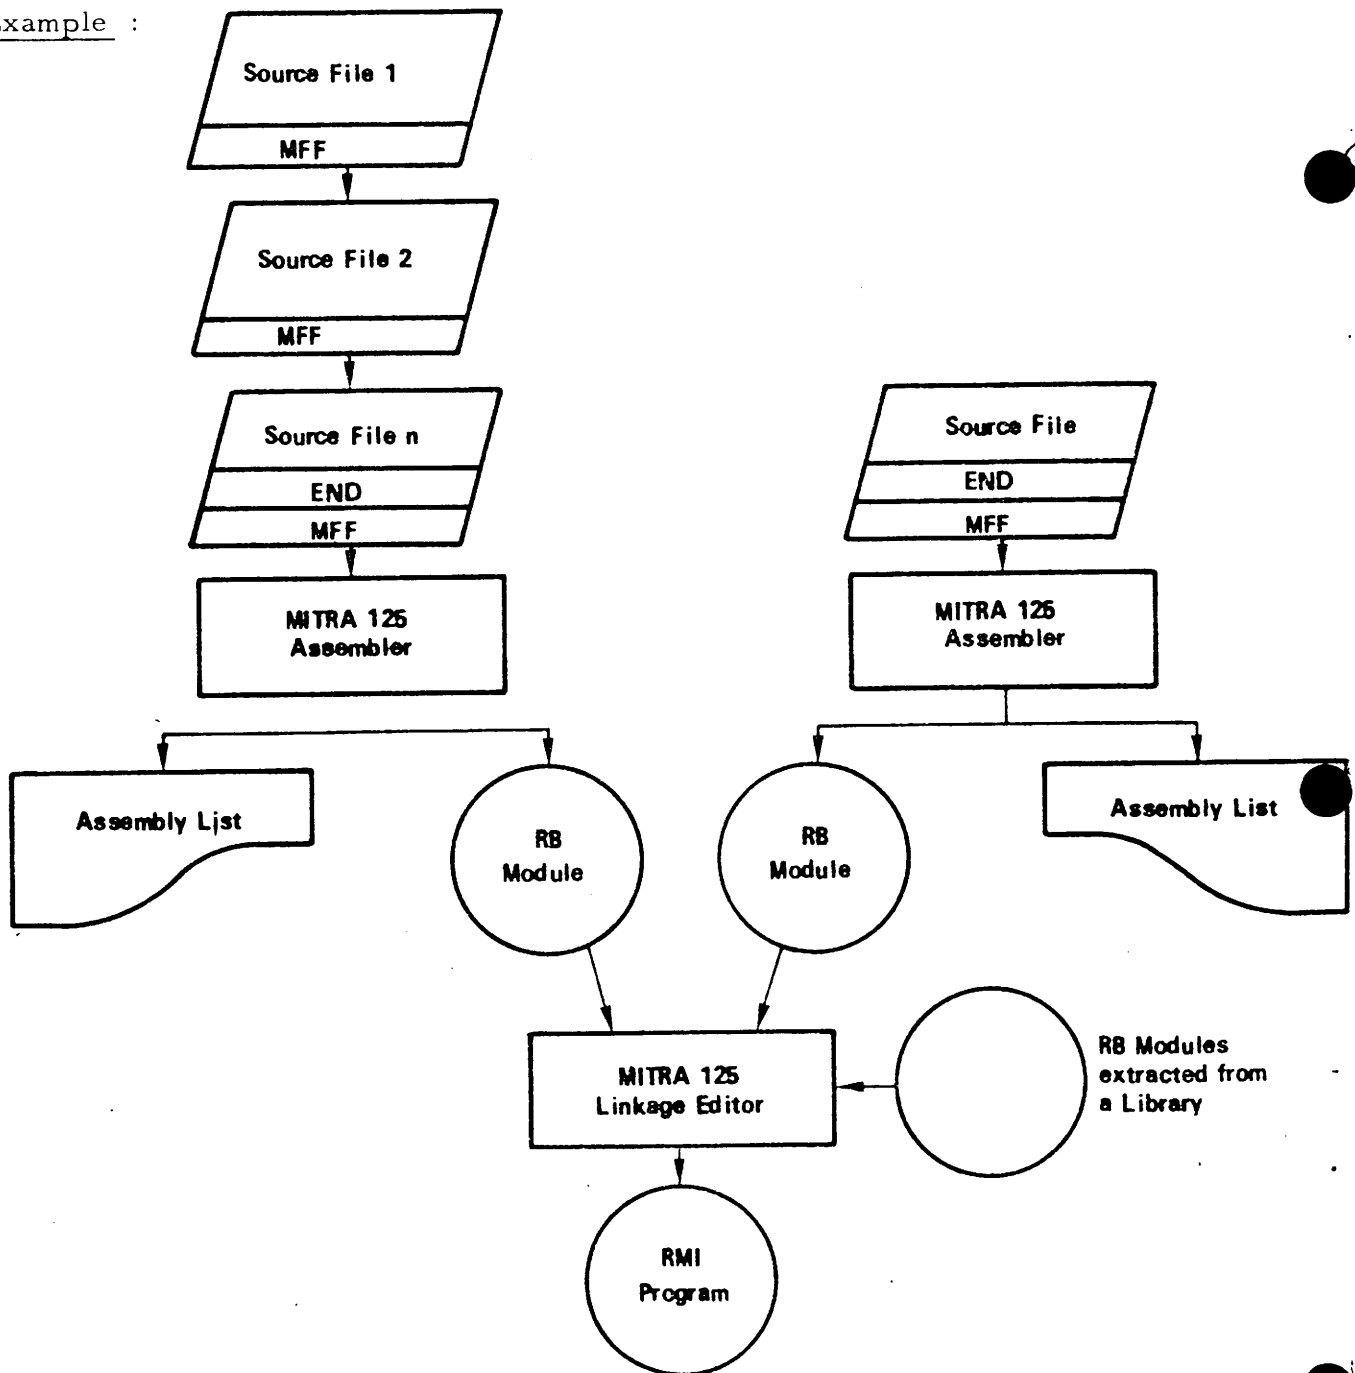 Example :
Source File 1
MFF
Source File 2
MFF
Source File n
END
MFF
MITRA 125
Assembler
Source File
END
MFF
MITRA 125
Assembler
Assembly List
RB
Module
RB
Module
Assembly List
MITRA 125
Linkage Editor
RB Modules
extracted from
a Library
RMI
Program